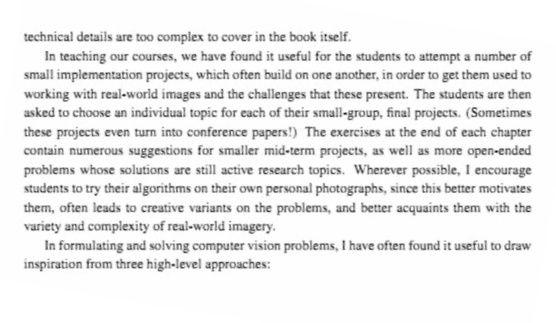 technical details are too complex to cover in the book itself.
In teaching our courses, we have found it useful for the students to attempt a number of
small implementation projects, which often build on one another, in order to get them used to
working with real-world images and the challenges that these present. The students are then
asked to choose an individual topic for each of their small-group, final projects. (Sometimes
these projects even turn into conference papers!) The exercises at the end of each chapter
contain numerous suggestions for smaller mid-term projects, as well as more open-ended
problems whose solutions are still active research topics. Wherever possible, I encourage
students to try their algorithms on their own personal photographs, since this better motivates
them, often leads to creative variants on the problems, and better acquaints them with the
variety and complexity of real-world imagery.
In formulating and solving computer vision problems, I have often found it useful to draw
inspiration from three high-level approaches: